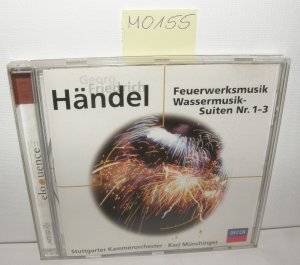 M0155
Georg
Friedrich
Händel
Feuerwerksmusik
Wassermusik-
Suiten Nr. 1-3
eloquence
DECCA
Stuttgarter Kammerorchester · Karl Münchinger